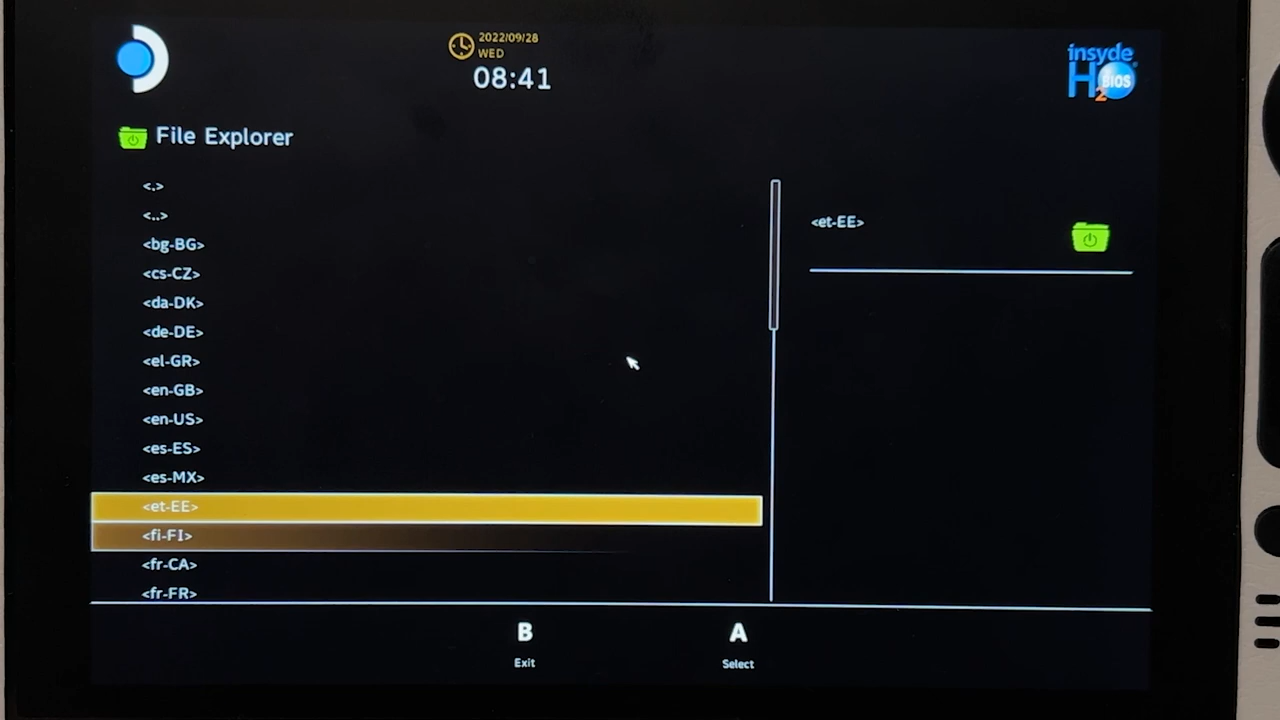 2022/09/28
WED
08:41
insyde
H2BIOS
File Explorer
<.>
<..>
<bg-BG>
<cs-CZ>
<da-DK>
<de-DE>
<el-GR>
<en-GB>
<en-US>
<es-ES>
<es-MX>
<et-EE>
<fi-FI>
<fr-CA>
<fr-FR>
<et-EE>
B
Exit
A
Select